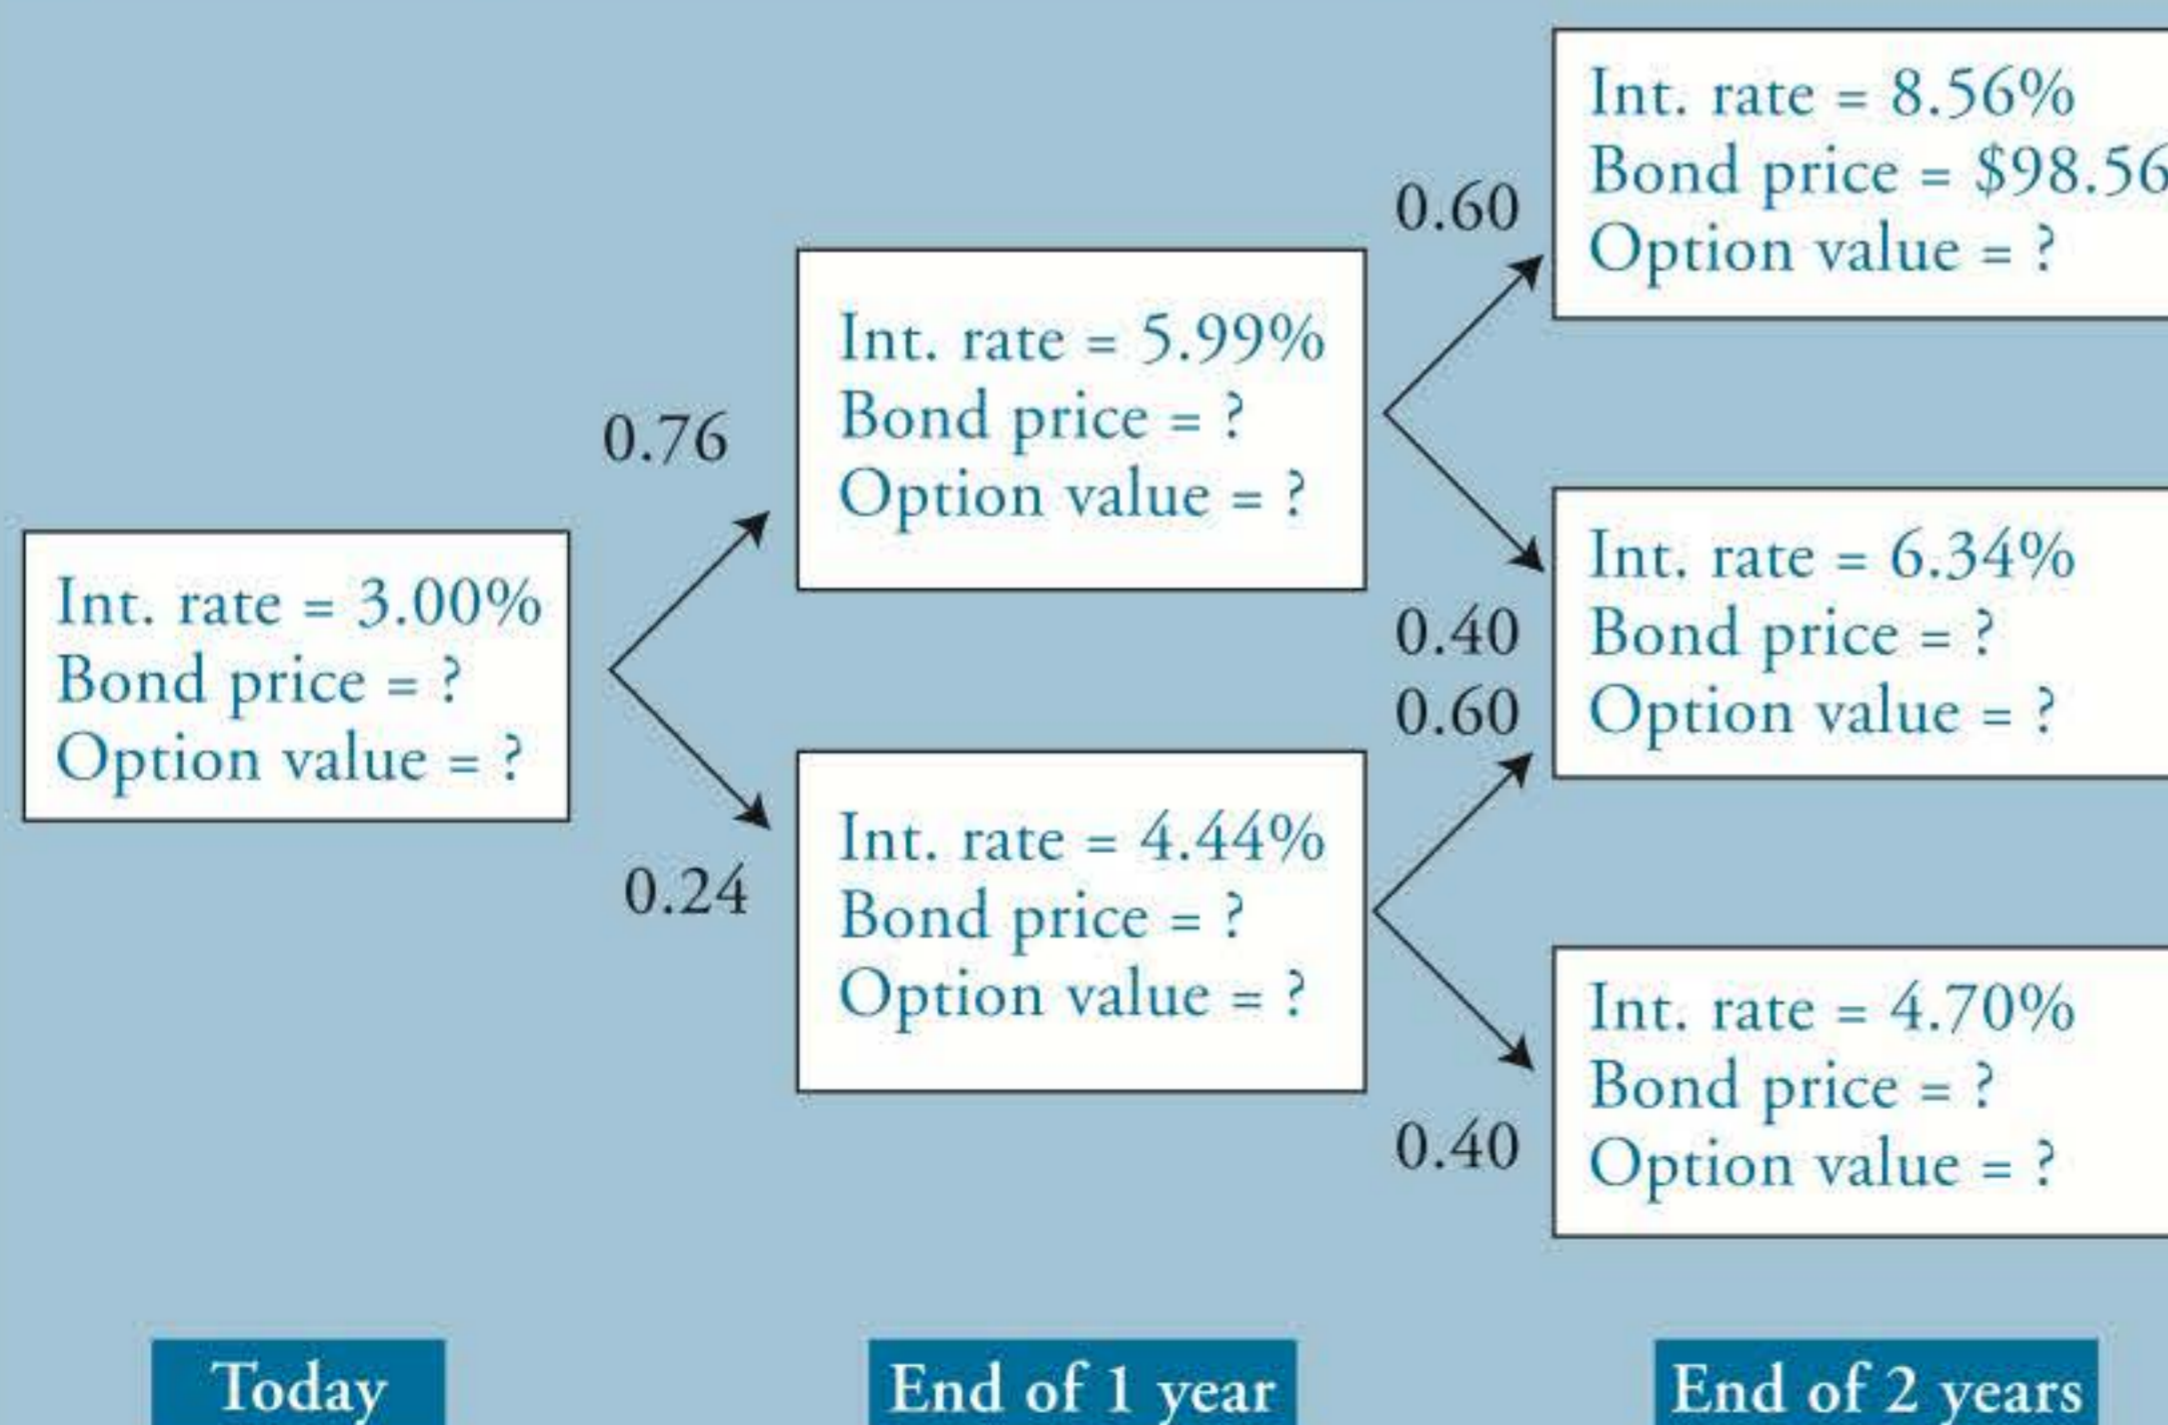 Int. rate = 3.00%
Bond price = ?
Option value = ?
0.76
0.24
Int. rate = 5.99%
Bond price = ?
Option value = ?
Int. rate = 4.44%
Bond price = ?
Option value = ?
0.60
0.40
0.60
0.40
Int. rate = 8.56%
Bond price = $98.56
Option value = ?
Int. rate = 6.34%
Bond price = ?
Option value = ?
Int. rate = 4.70%
Bond price = ?
Option value = ?
Today
End of 1 year
End of 2 years